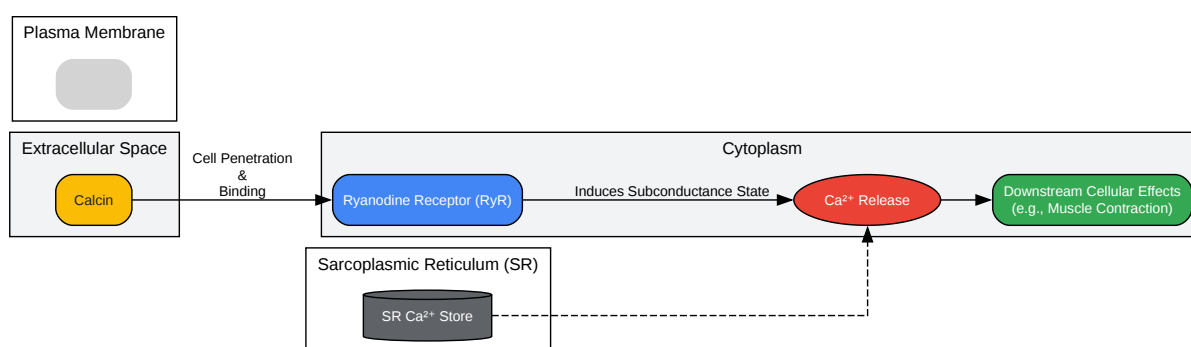 Plasma Membrane
Extracellular Space
Calcin
Cell Penetration
&
Binding
Cytoplasm
Ryanodine Receptor (RyR)
Induces Subconductance State
Ca²⁺ Release
Downstream Cellular Effects
(e.g., Muscle Contraction)
Sarcoplasmic Reticulum (SR)
SR Ca²⁺ Store